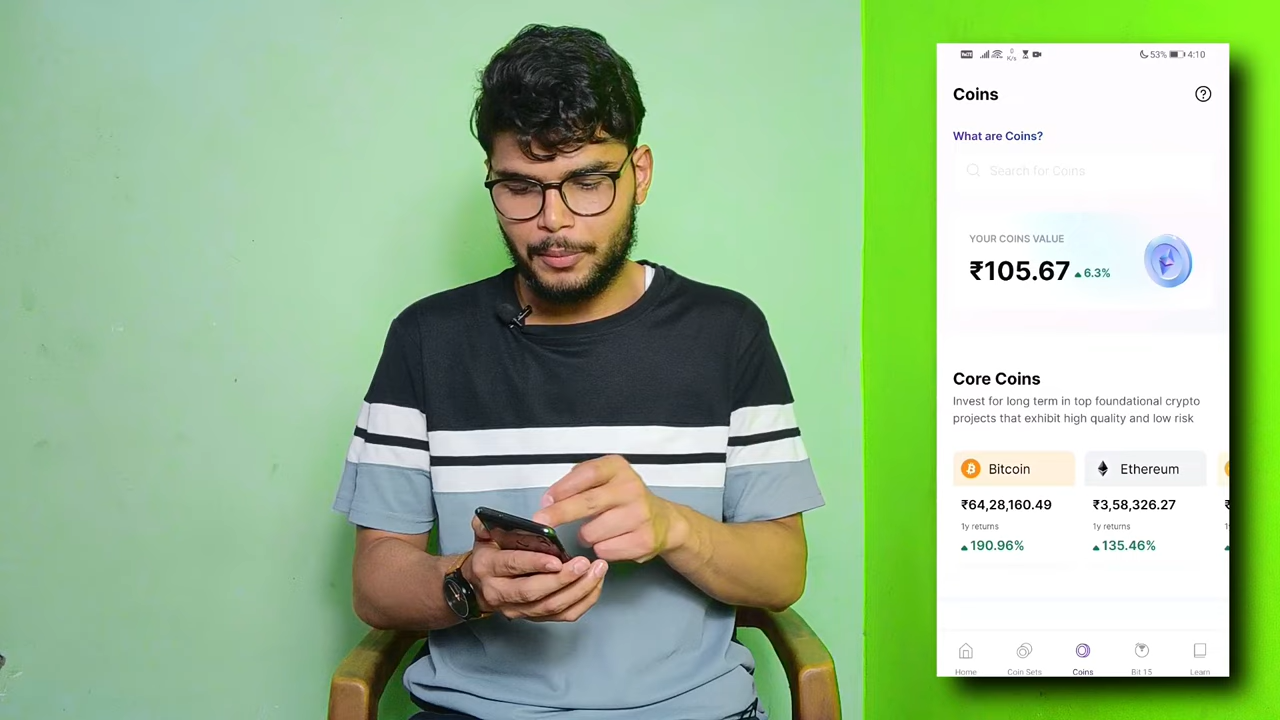 0
K/s
53%
4:10
Coins
What are Coins?
Search for Coins
YOUR COINS VALUE
₹105.67
6.3%
Core Coins
Invest for long term in top foundational crypto
projects that exhibit high quality and low risk
Bitcoin
Ethereum
₹64,28,160.49
₹3,58,326.27
1y returns
1y returns
190.96%
135.46%
Home
Coin Sets
Coins
Bit 15
Learn